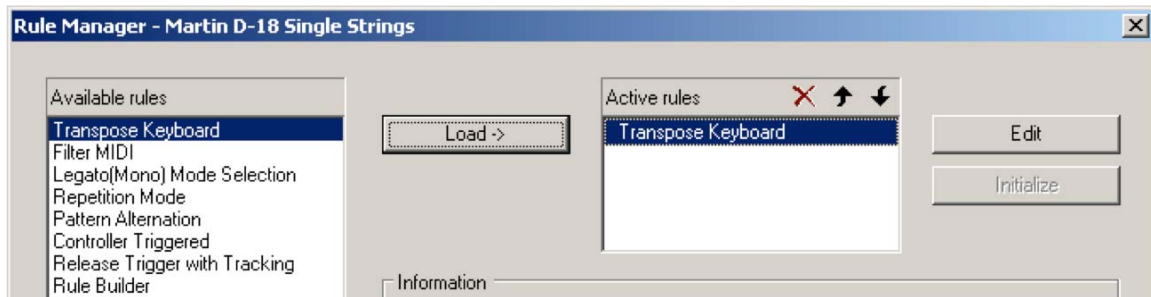 Rule Manager - Martin D-18 Single Strings
Available rules
Transpose Keyboard
Filter MIDI
Legato(Mono) Mode Selection
Repetition Mode
Pattern Alternation
Controller Triggered
Release Trigger with Tracking
Rule Builder
Load ->
Active rules
Transpose Keyboard
Edit
Initialize
Information